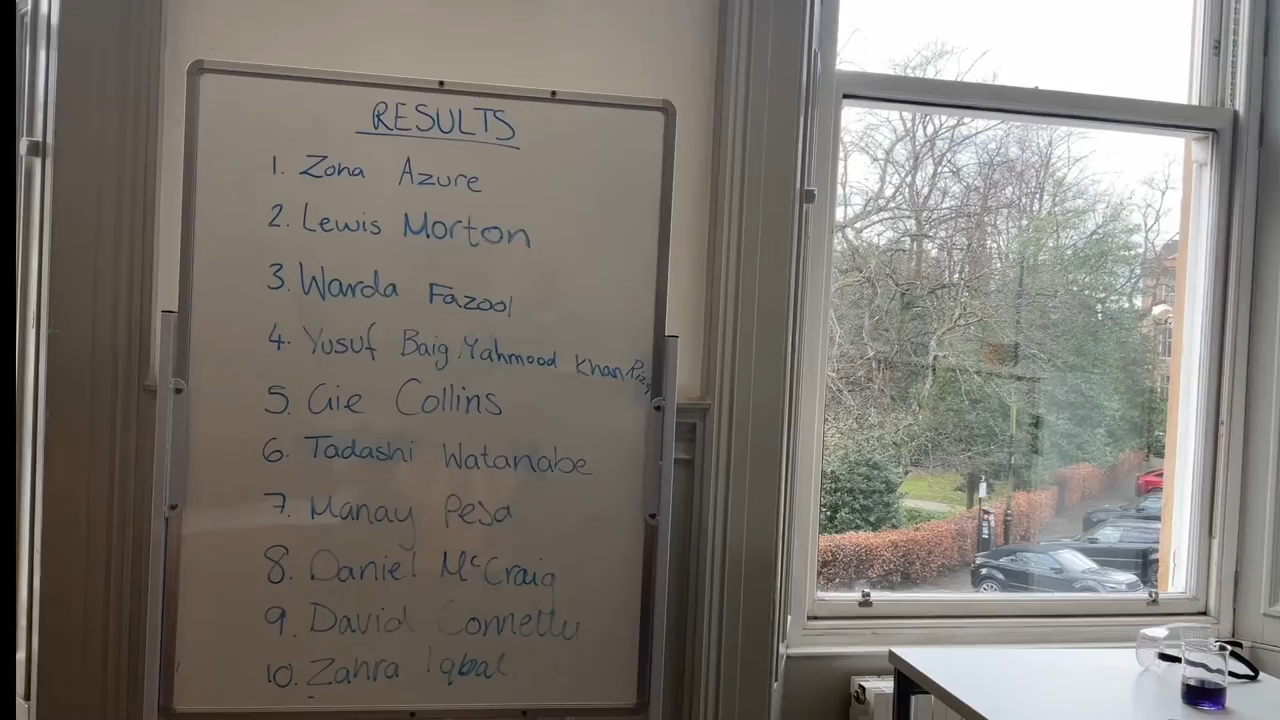 RESULTS
1. Zona Azure
2. Lewis Morton
3. Warda Fazool
4. Yusuf Baig Mahmood Khan
5. Gie Collins
6. Tadashi Watanabe
7. Manay Pesa
8. Daniel McCraig
9. David Connelly
10. Zahra Iqbal